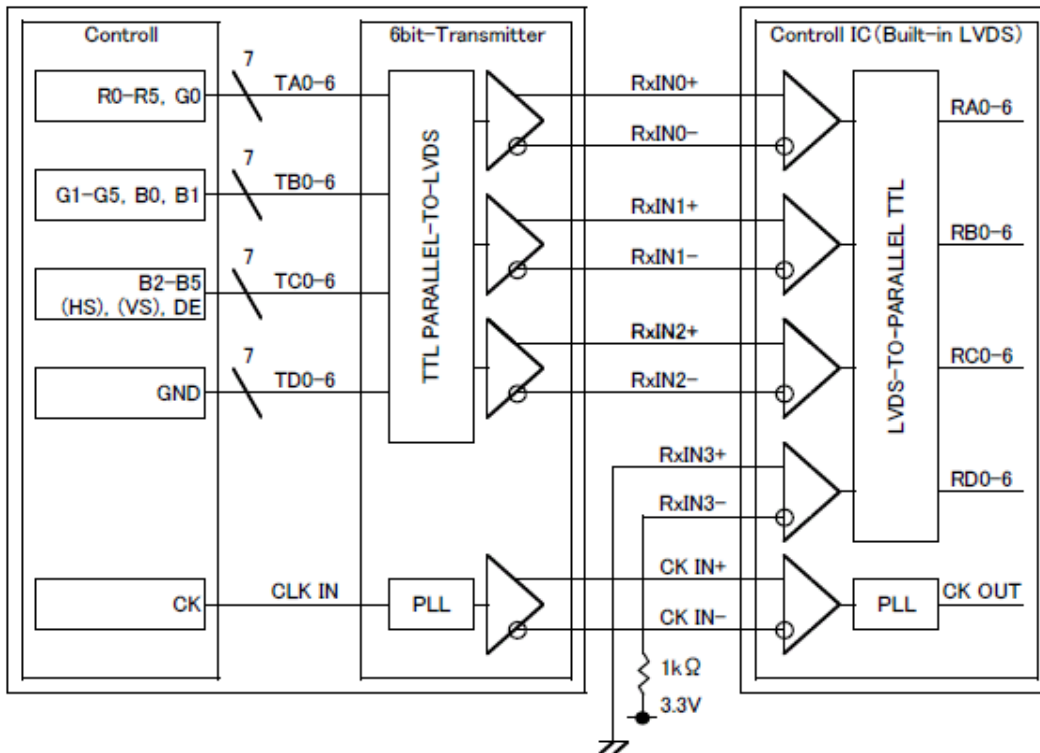 Controll
6bit-Transmitter
Controll IC(Built-in LVDS)
R0-R5, G0
7
TA0-6
RxIN0+
RxIN0-
RA0-6
G1-G5, B0, B1
7
TB0-6
RxIN1+
RxIN1-
RB0-6
B2-B5
(HS), (VS), DE
7
TC0-6
RxIN2+
RxIN2-
RC0-6
GND
7
TD0-6
RxIN3+
RxIN3-
RD0-6
TTL PARALLEL-TO-LVDS
LVDS-TO-PARALLEL TTL
CK
CLK IN
PLL
CK IN+
CK IN-
PLL
CK OUT
1kΩ
3.3V